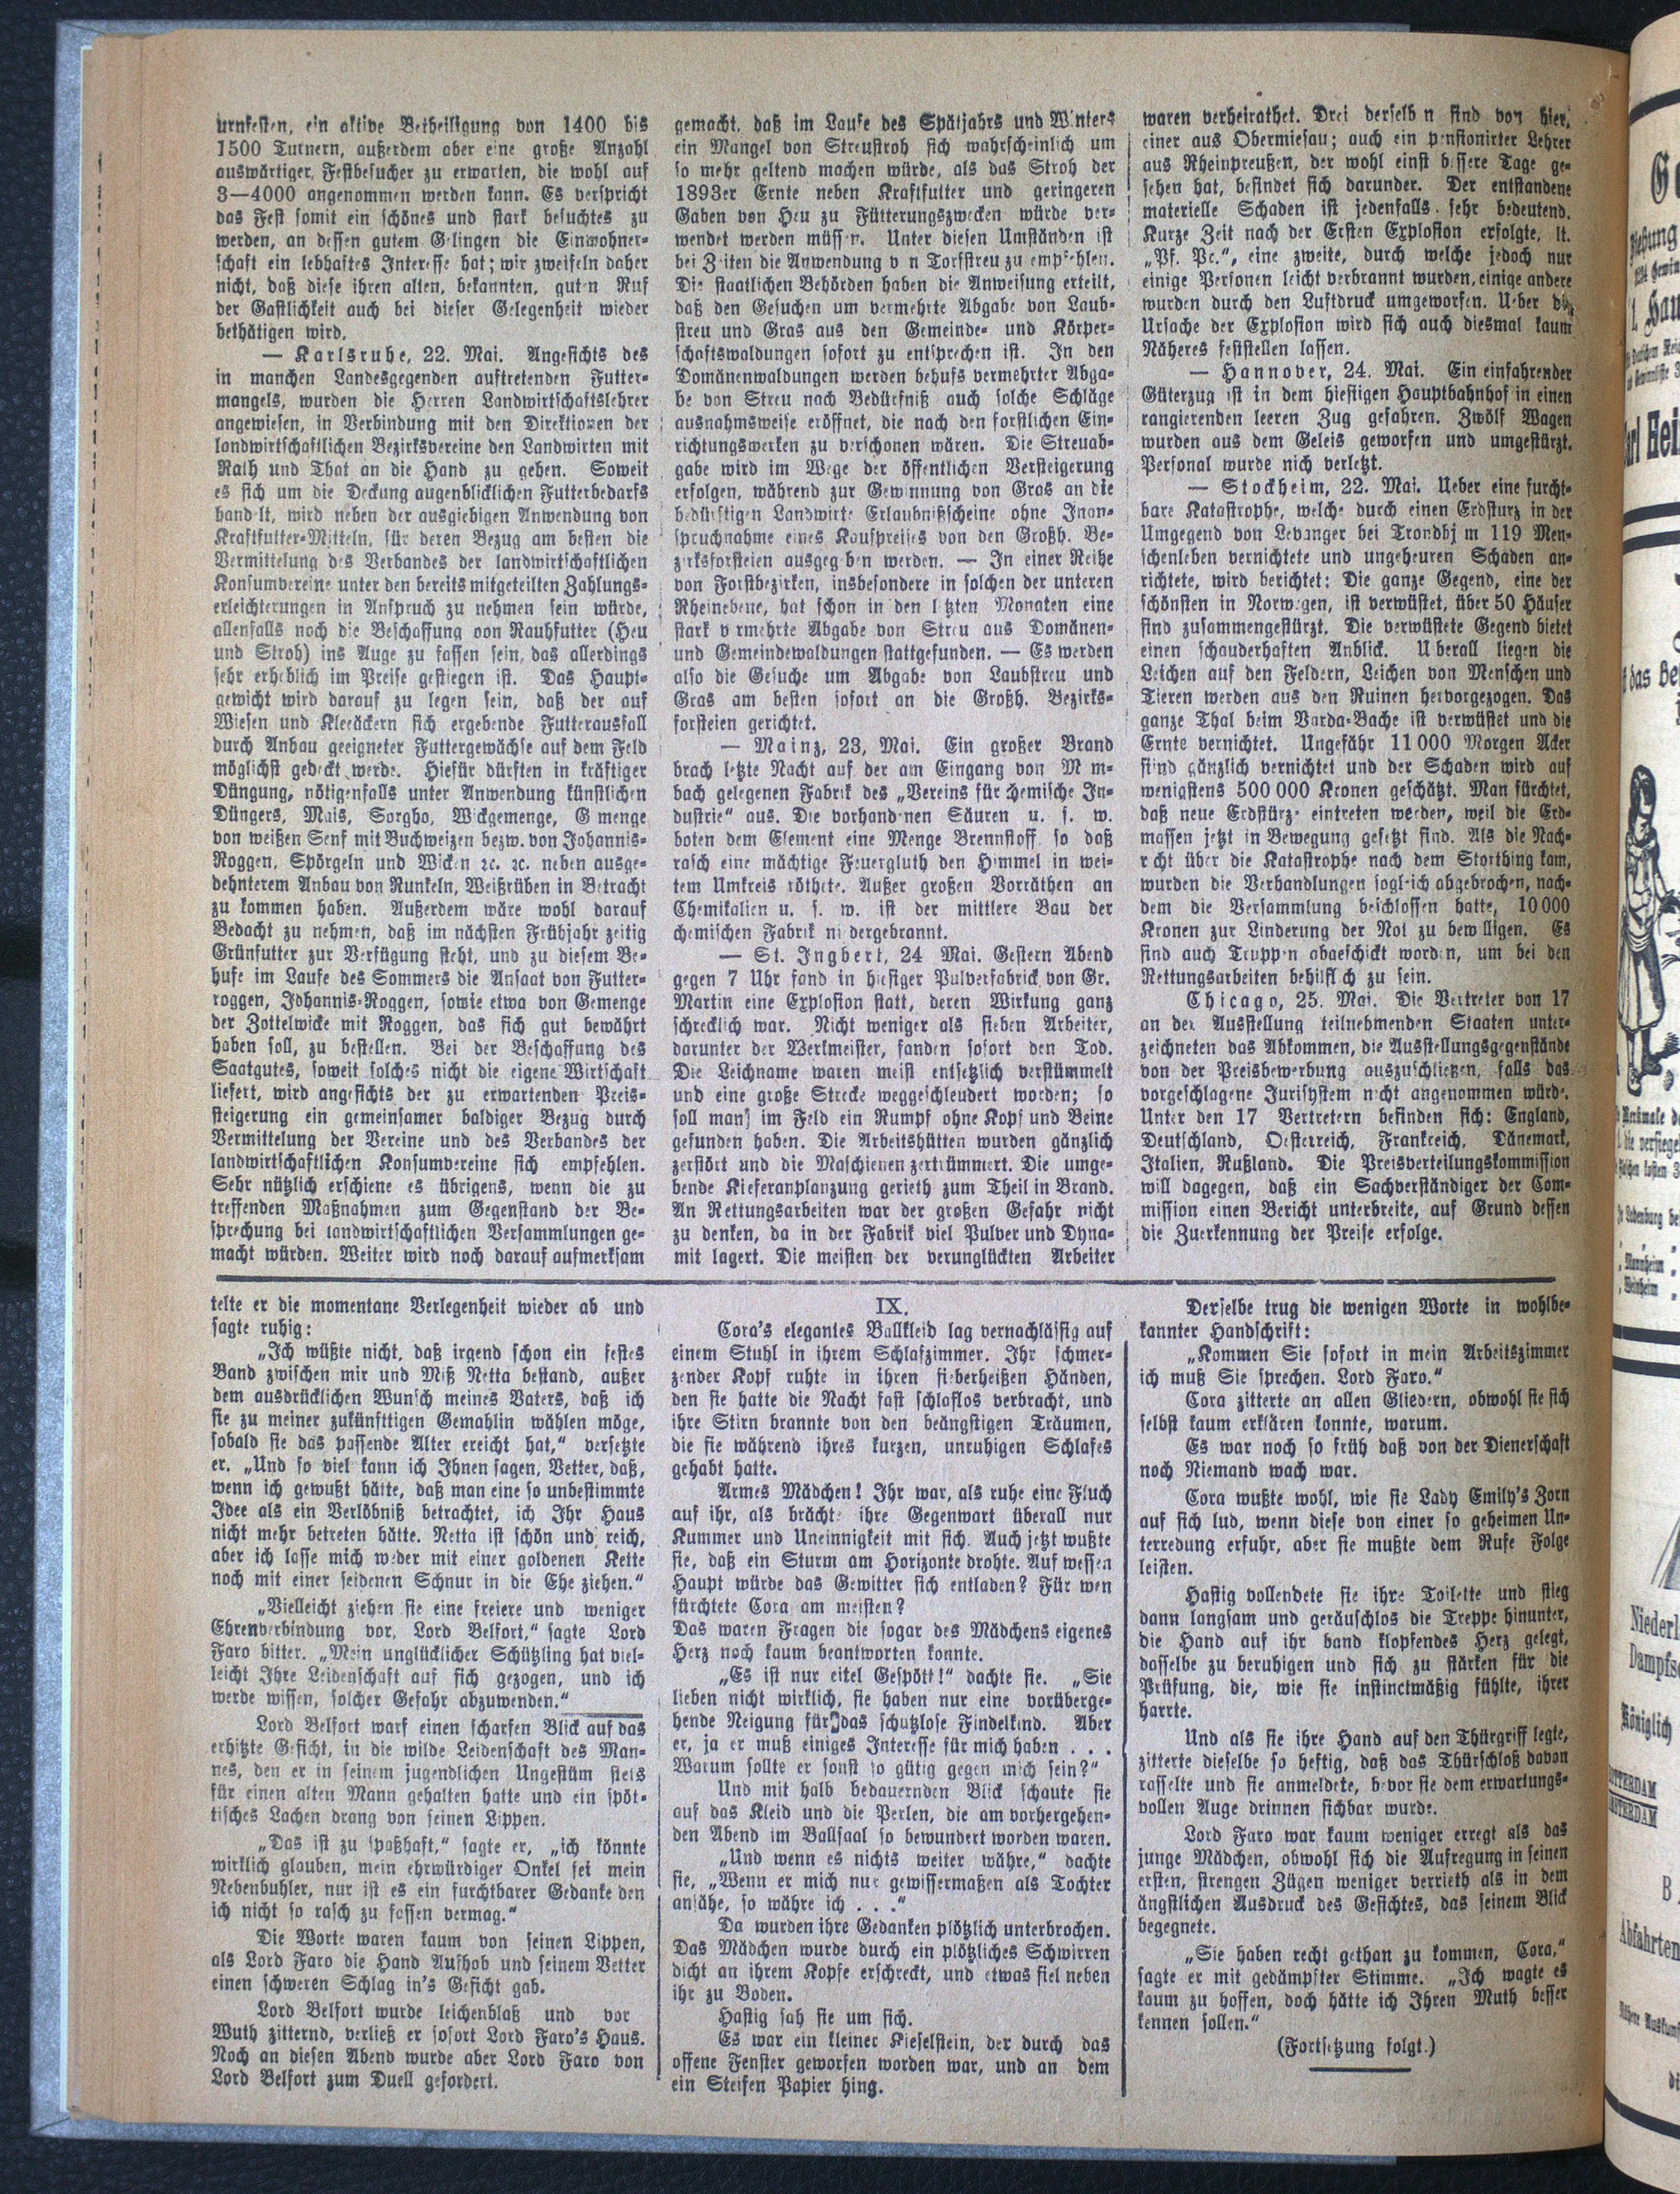 urnfesten, ein aktive Betheiligung von 1400 bis
1500 Turnern, außerdem aber eine große Anzahl
auswärtiger, Festbesucher zu erwarten, die wohl auf
3—4000 angenommen werden kann. Es verspricht
das Fest somit ein schönes und stark besuchtes zu
werden, an dessen gutem Gelingen die Einwohner-
schaft ein lebhaftes Interesse hat; wir zweifeln daher
nicht, daß diese ihren alten, bekannten, guten Ruf
der Gastlichkeit auch bei dieser Gelegenheit wieder
bethätigen wird.
— Karlsruhe, 22. Mai. Angesichts des
in manchen Landesgegenden auftretenden Futter-
mangels, wurden die Herren Landwirtschaftslehrer
angewiesen, in Verbindung mit den Direktionen der
landwirtschaftlichen Bezirksvereine den Landwirten mit
Rath und That an die Hand zu gehen. Soweit
es sich um die Deckung augenblicklichen Futterbedarfs
handelt, wird neben der ausgiebigen Anwendung von
Kraftfutter-Mitteln, für deren Bezug am besten die
Vermittelung des Verbandes der landwirtschaftlichen
Konsumvereine unter den bereits mitgeteilten Zahlungs-
erleichterungen in Anspruch zu nehmen sein würde,
allenfalls noch die Beschaffung von Rauhfutter (Heu
und Stroh) ins Auge zu fassen sein, das allerdings
sehr erheblich im Preise gestiegen ist. Das Haupt-
gewicht wird darauf zu legen sein, daß der auf
Wiesen und Kleeäckern sich ergebende Futterausfall
durch Anbau geeigneter Futtergewächse auf dem Feld
möglichst gedeckt werde. Hiefür dürften in kräftiger
Düngung, nötigenfalls unter Anwendung künstlichen
Düngers, Mais, Sorgho, Wickgemenge, G menge
von weißen Senf mit Buchweizen bezw. von Johannis-
Roggen, Spörgeln und Wicken ꝛc. ꝛc. neben ausge-
dehnterem Anbau von Runkeln, Weißrüben in Betracht
zu kommen haben. Außerdem wäre wohl darauf
Bedacht zu nehmen, daß im nächsten Frühjahr zeitig
Grünfutter zur Verfügung steht, und zu diesem Be-
hufe im Laufe des Sommers die Ansaat von Futter-
roggen, Johannis-Roggen, sowie etwa von Gemenge
der Zottelwicke mit Roggen, das sich gut bewährt
haben soll, zu bestellen. Bei der Beschaffung des
Saatgutes, soweit solches nicht die eigene Wirtschaft
liefert, wird angesichts der zu erwartenden Preis-
steigerung ein gemeinsamer baldiger Bezug durch
Vermittelung der Vereine und des Verbandes der
landwirtschaftlichen Konsumvereine sich empfehlen.
Sehr nützlich erschiene es übrigens, wenn die zu
treffenden Maßnahmen zum Gegenstand der Be-
sprechung bei landwirtschaftlichen Versammlungen ge-
macht würden. Weiter wird noch darauf aufmerksam
gemacht, daß im Laufe des Spätjahrs und Winters
ein Mangel von Streustroh sich wahrscheinlich um
so mehr geltend machen würde, als das Stroh der
1893er Ernte neben Kraftfutter und geringeren
Gaben von Heu zu Fütterungszwecken würde ver-
wendet werden müssen. Unter diesen Umständen ist
bei Zeiten die Anwendung v n Torfstreu zu empfehlen.
Die staatlichen Behörden haben die Anweisung erteilt,
daß den Gesuchen um vermehrte Abgabe von Laub-
streu und Gras aus den Gemeinde- und Körper-
schaftswaldungen sofort zu entsprechen ist. In den
Domänenwaldungen werden behufs vermehrter Abga-
be von Streu nach Bedürfniß auch solche Schläge
ausnahmsweise eröffnet, die nach den forstlichen Ein-
richtungswerken zu verschonen wären. Die Streuab-
gabe wird im Wege der öffentlichen Versteigerung
erfolgen, während zur Gewinnung von Gras an die
bedürftigen Landwirte Erlaubnißscheine ohne Inan-
spruchnahme eines Kaufpreises von den Großh. Be-
zirksforsteien ausgegeben werden. — In einer Reihe
von Forstbezirken, insbesondere in solchen der unteren
Rheinebene, hat schon in den letzten Monaten eine
stark v rmehrte Abgabe von Streu aus Domänen-
und Gemeindewaldungen stattgefunden. — Es werden
also die Gesuche um Abgabe von Laubstreu und
Gras am besten sofort an die Großh. Bezirks-
forsteien gerichtet.
— Mainz, 23, Mai. Ein großer Brand
brach letzte Nacht auf der am Eingang von M m-
bach gelegenen Fabrik des „Vereins für chemische In-
dustrie“ aus. Die vorhandenen Säuren u. s. w.
boten dem Element eine Menge Brennstoff so daß
rasch eine mächtige Feuergluth den Himmel in wei-
tem Umkreis röthete. Außer großen Vorräthen an
Chemikalien u. s. w. ist der mittlere Bau der
chemischen Fabrik niedergebrannt.
— St. Ingbert, 24 Mai. Gestern Abend
gegen 7 Uhr fand in hiesiger Pulverfabrick von Gr.
Martin eine Explosion statt, deren Wirkung ganz
schrecklich war. Nicht weniger als sieben Arbeiter,
darunter der Werkmeister, fanden sofort den Tod.
Die Leichname waren meist entsetzlich verstümmelt
und eine große Strecke weggeschleudert worden; so
soll man im Feld ein Rumpf ohne Kopf und Beine
gefunden haben. Die Arbeitshütten wurden gänzlich
zerstört und die Maschienen zertrümmert. Die umge-
bende Kieferanplanzung gerieth zum Theil in Brand.
An Rettungsarbeiten war der großen Gefahr nicht
zu denken, da in der Fabrik viel Pulver und Dyna-
mit lagert. Die meisten der verunglückten Arbeiter
waren verheirathet. Drei derselb n sind von hier,
einer aus Obermiesau; auch ein pensionirter Lehrer
aus Rheinpreußen, der wohl einst bessere Tage ge-
sehen hat, befindet sich darunder. Der entstandene
materielle Schaden ist jedenfalls sehr bedeutend.
Kurze Zeit nach der Ersten Explosion erfolgte, lt.
„Pf. Pr.“, eine zweite, durch welche jedoch nur
einige Personen leicht verbrannt wurden, einige andere
wurden durch den Luftdruck umgeworfen. Ueber die
Ursache der Explosion wird sich auch diesmal kaum
Näheres feststellen lassen.
— Hannover, 24. Mai. Ein einfahrender
Güterzug ist in dem hiesigen Hauptbahnhof in einen
rangierenden leeren Zug gefahren. Zwölf Wagen
wurden aus dem Geleis geworfen und umgestürzt.
Personal wurde nich verletzt.
— Stockheim, 22. Mai. Ueber eine furcht-
bare Katastrophe, welche durch einen Erdsturz in der
Umgegend von Levanger bei Trondhj m 119 Men-
schenleben vernichtete und ungeheuren Schaden an-
richtete, wird berichtet: Die ganze Gegend, eine der
schönsten in Norwegen, ist verwüstet, über 50 Häuser
sind zusammengestürzt. Die verwüstete Gegend bietet
einen schauderhaften Anblick. U berall liegen die
Leichen auf den Feldern, Leichen von Menschen und
Tieren werden aus den Ruinen hervorgezogen. Das
ganze Thal beim Varda-Bache ist verwüstet und die
Ernte vernichtet. Ungefähr 11 000 Morgen Acker
sind gänzlich vernichtet und der Schaden wird auf
wenigstens 500 000 Kronen geschätzt. Man fürchtet,
daß neue Erdstürze eintreten werden, weil die Erd-
massen jetzt in Bewegung gesetzt sind. Als die Nach-
r cht über die Katastrophe nach dem Storthing kam,
wurden die Verhandlungen sogleich abgebrochen, nach-
dem die Versammlung beschlossen hatte, 10 000
Kronen zur Linderung der Not zu bewilligen. Es
sind auch Truppen abgeschickt worden, um bei den
Rettungsarbeiten behilflich zu sein.
Chicago, 25. Mai. Die Vertreter von 17
an der Ausstellung teilnehmenden Staaten unter-
zeichneten das Abkommen, die Ausstellungsgegenstände
von der Preisbewerbung auszuschließen, falls das
vorgeschlagene Jurisystem nicht angenommen würde.
Unter den 17 Vertretern befinden sich: England,
Deutschland, Oesterreich, Frankreich, Dänemark,
Italien, Rußland. Die Preisverteilungskommission
will dagegen, daß ein Sachverständiger der Com-
mission einen Bericht unterbreite, auf Grund dessen
die Zuerkennung der Preise erfolge.
telte er die momentane Verlegenheit wieder ab und
sagte ruhig:
„Ich wüßte nicht, daß irgend schon ein festes
Band zwischen mir und Miß Netta bestand, außer
dem ausdrücklichen Wunsch meines Vaters, daß ich
sie zu meiner zukünfttigen Gemahlin wählen möge,
sobald sie das passende Alter ereicht hat,“ versetzte
er. „Und so viel kann ich Ihnen sagen, Vetter, daß,
wenn ich gewußt hätte, daß man eine so unbestimmte
Idee als ein Verlöbniß betrachtet, ich Ihr Haus
nicht mehr betreten hätte. Netta ist schön und reich,
aber ich lasse mich weder mit einer goldenen Kette
noch mit einer seidenen Schnur in die Ehe ziehen.“
„Vielleicht ziehen sie eine freiere und weniger
Ehrenverbindung vor, Lord Belfort,“ sagte Lord
Faro bitter. „Mein unglücklicher Schützling hat viel-
leicht Ihre Leidenschaft auf sich gezogen, und ich
werde wissen, solcher Gefahr abzuwenden.“
Lord Belfort warf einen scharfen Blick auf das
erhitzte Gesicht, in die wilde Leidenschaft des Man-
nes, den er in seinem jugendlichen Ungestüm stets
für einen alten Mann gehalten hatte und ein spöt-
tisches Lachen drang von seinen Lippen.
„Das ist zu spaßhaft,“ sagte er, „ich könnte
wirklich glauben, mein ehrwürdiger Onkel sei mein
Nebenbuhler, nur ist es ein furchtbarer Gedanke den
ich nicht so rasch zu fassen vermag.“
Die Worte waren kaum von seinen Lippen,
als Lord Faro die Hand Aufhob und seinem Vetter
einen schweren Schlag in's Gesicht gab.
Lord Belfort wurde leichenblaß und vor
Wuth zitternd, verließ er sofort Lord Faro's Haus.
Noch an diesen Abend wurde aber Lord Faro von
Lord Belfort zum Duell gefordert.
IX.
Cora's elegantes Ballkleid lag vernachläsfig auf
einem Stuhl in ihrem Schlafzimmer. Ihr schmer-
zender Kopf ruhte in ihren fieberheißen Händen,
den sie hatte die Nacht fast schlaflos verbracht, und
ihre Stirn brannte von den beängstigen Träumen,
die sie während ihres kurzen, unruhigen Schlafes
gehabt hatte.
Armes Mädchen! Ihr war, als ruhe eine Fluch
auf ihr, als brächte ihre Gegenwart überall nur
Kummer und Uneinnigkeit mit sich. Auch jetzt wußte
sie, daß ein Sturm am Horizonte drohte. Auf wessen
Haupt würde das Gewitter sich entladen? Für wen
fürchtete Cora am meisten?
Das waren Fragen die sogar des Mädchens eigenes
Herz noch kaum beantworten konnte.
„Es ist nur eitel Gespött!“ dachte sie. „Sie
lieben nicht wirklich, sie haben nur eine vorüberge-
hende Neigung für das schutzlose Findelkind. Aber
er, ja er muß einiges Interesse für mich haben . . .
Warum sollte er sonst so gütig gegen mich sein?“
Und mit halb bedauernden Blick schaute sie
auf das Kleid und die Perlen, die am vorhergehen-
den Abend im Ballsaal so bewundert worden waren.
„Und wenn es nichts weiter währe,“ dachte
sie, „Wenn er mich nur gewissermaßen als Tochter
ansähe, so währe ich . . .“
Da wurden ihre Gedanken plötzlich unterbrochen.
Das Mädchen wurde durch ein plötzliches Schwirren
dicht an ihrem Kopfe erschreckt, und etwas fiel neben
ihr zu Boden.
Hastig sah sie um sich.
Es war ein kleiner Kieselstein, der durch das
offene Fenster geworfen worden war, und an dem
ein Steifen Papier hing.
Derselbe trug die wenigen Worte in wohlbe-
kannter Handschrift:
„Kommen Sie sofort in mein Arbeitszimmer
ich muß Sie sprechen. Lord Faro.“
Cora zitterte an allen Gliedern, obwohl sie sich
selbst kaum erklären konnte, warum.
Es war noch so früh daß von der Dienerschaft
noch Niemand wach war.
Cora wußte wohl, wie sie Lady Emily's Zorn
auf sich lud, wenn diese von einer so geheimen Un-
terredung erfuhr, aber sie mußte dem Rufe Folge
leisten.
Hastig vollendete sie ihre Toilette und stieg
dann langsam und geräuschlos die Treppe hinunter,
die Hand auf ihr band klopfendes Herz gelegt,
dasselbe zu beruhigen und sich zu stärken für die
Prüfung, die, wie sie instinctmäßig fühlte, ihrer
harrte.
Und als sie ihre Hand auf den Thürgriff legte,
zitterte dieselbe so heftig, daß das Thürschloß davon
rasselte und sie anmeldete, bevor sie dem erwartungs-
vollen Auge drinnen sichbar wurde.
Lord Faro war kaum weniger erregt als das
junge Mädchen, obwohl sich die Aufregung in seinen
ersten, strengen Zügen weniger verrieth als in dem
ängstlichen Ausdruck des Gesichtes, das seinem Blick
begegnete.
„Sie haben recht gethan zu kommen, Cora,“
sagte er mit gedämpfter Stimme. „Ich wagte es
kaum zu hoffen, doch hätte ich Ihren Muth besser
kennen sollen.“
(Fortsetzung folgt.)